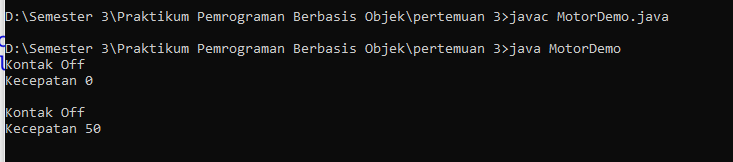 D:\Semester 3\Praktikum Pemrograman Berbasis Objek\pertemuan 3>javac MotorDemo.java
D:\Semester 3\Praktikum Pemrograman Berbasis Objek\pertemuan 3>java MotorDemo
Kontak Off
Kecepatan 0
Kontak Off
Kecepatan 50